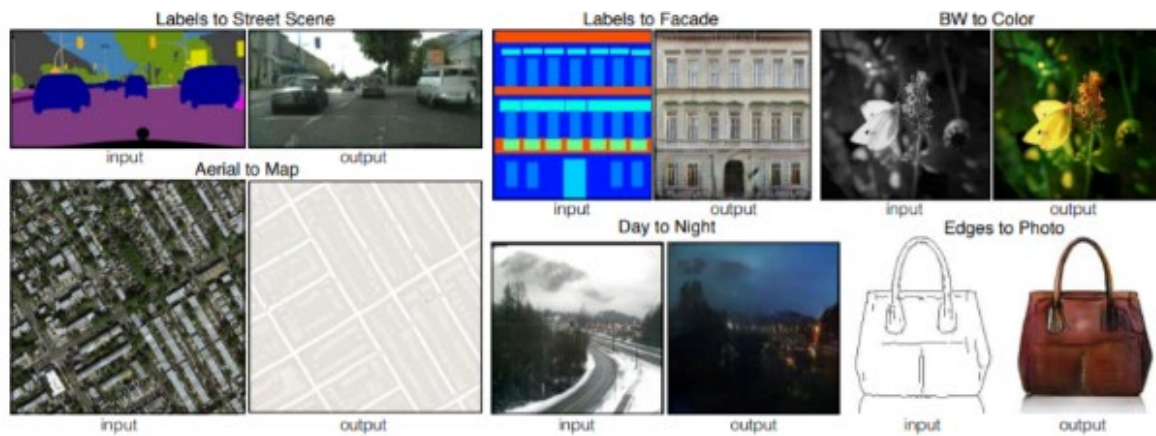 Labels to Street Scene
input
output
Labels to Facade
input
output
BW to Color
input
output
Aerial to Map
input
output
Day to Night
input
output
Edges to Photo
input
output